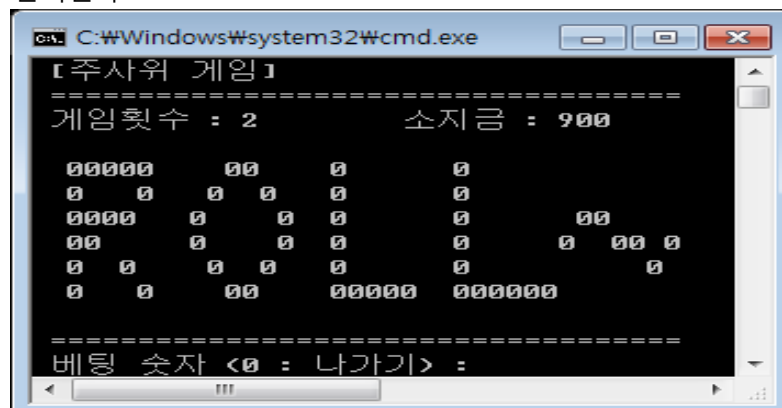 C:₩Windows₩system32₩cmd.exe
[주사위 게임]
=====================================
게임횟수 : 2 소지금 : 900
00000 00 0 0
0 0 0 0 0 0
0000 0 0 0 0 00
00 0 0 0 0 0 00 0
0 0 0 0 0 0 0
0 0 00 00000 000000
=====================================
베팅 숫자 <0 : 나가기> :